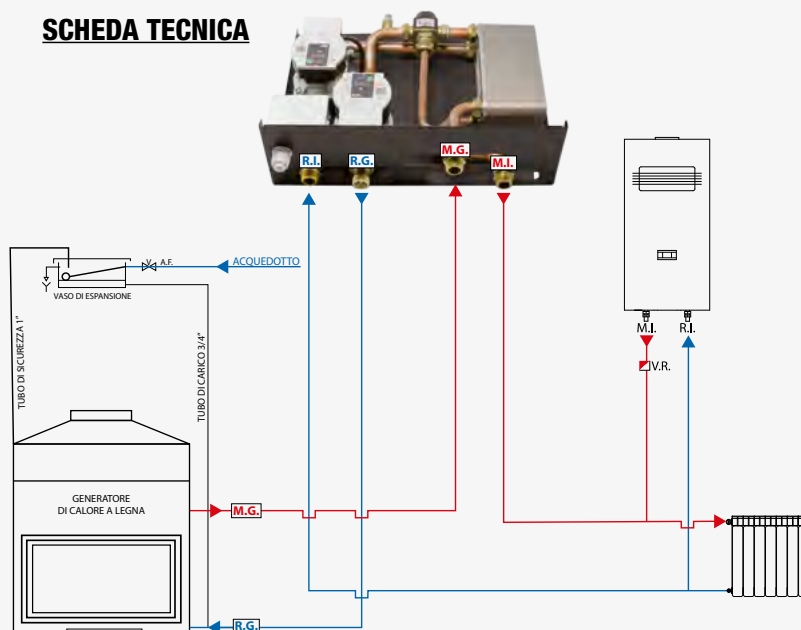 SCHEDA TECNICA
R.I.
R.G.
M.G.
M.I.
V
A.F.
ACQUEDOTTO
VASO DI ESPANSIONE
TUBO DI SICUREZZA 1"
TUBO DI CARICO 3/4"
M.I.
R.I.
V.R.
GENERATORE
DI CALORE A LEGNA
M.G.
R.G.